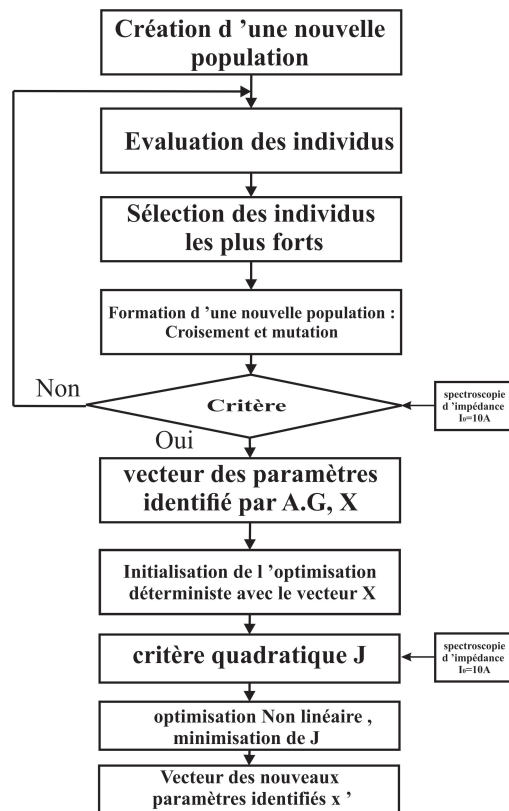 Création d ’une nouvelle
population
Evaluation des individus
Sélection des individus
les plus forts
Formation d ’une nouvelle population :
Croisement et mutation
Non
Critère
spectroscopie
d ’impédance
I₀=10A
Oui
vecteur des paramètres
identifié par A.G, X
Initialisation de l ’optimisation
déterministe avec le vecteur X
critère quadratique J
spectroscopie
d ’impédance
I₀=10A
optimisation Non linéaire ,
minimisation de J
Vecteur des nouveaux
paramètres identifiés x ’